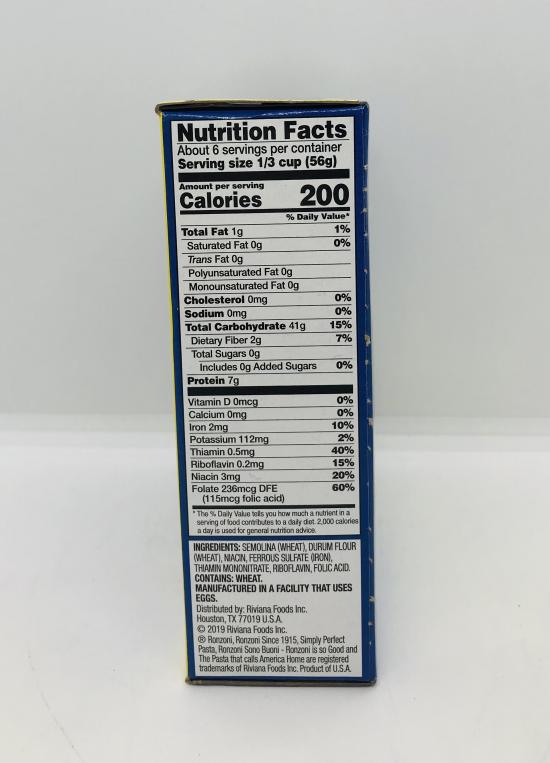 Nutrition Facts
About 6 servings per container
Serving size 1/3 cup (56g)
Amount per serving
Calories 200
% Daily Value*
Total Fat 1g 1%
Saturated Fat 0g 0%
Trans Fat 0g
Polyunsaturated Fat 0g
Monounsaturated Fat 0g
Cholesterol 0mg 0%
Sodium 0mg 0%
Total Carbohydrate 41g 15%
Dietary Fiber 2g 7%
Total Sugars 0g
Includes 0g Added Sugars 0%
Protein 7g
Vitamin D 0mcg 0%
Calcium 0mg 0%
Iron 2mg 10%
Potassium 112mg 2%
Thiamin 0.5mg 40%
Riboflavin 0.2mg 15%
Niacin 3mg 20%
Folate 236mcg DFE 60%
(115mcg folic acid)
* The % Daily Value tells you how much a nutrient in a
serving of food contributes to a daily diet. 2,000 calories
a day is used for general nutrition advice.
INGREDIENTS: SEMOLINA (WHEAT), DURUM FLOUR
(WHEAT), NIACIN, FERROUS SULFATE (IRON),
THIAMIN MONONITRATE, RIBOFLAVIN, FOLIC ACID.
CONTAINS: WHEAT.
MANUFACTURED IN A FACILITY THAT USES
EGGS.
Distributed by: Riviana Foods Inc.
Houston, TX 77019 U.S.A.
© 2019 Riviana Foods Inc.
® Ronzoni, Ronzoni Since 1915, Simply Perfect
Pasta, Ronzoni Sono Buoni - Ronzoni is so Good and
The Pasta that calls America Home are registered
trademarks of Riviana Foods Inc. Product of U.S.A.